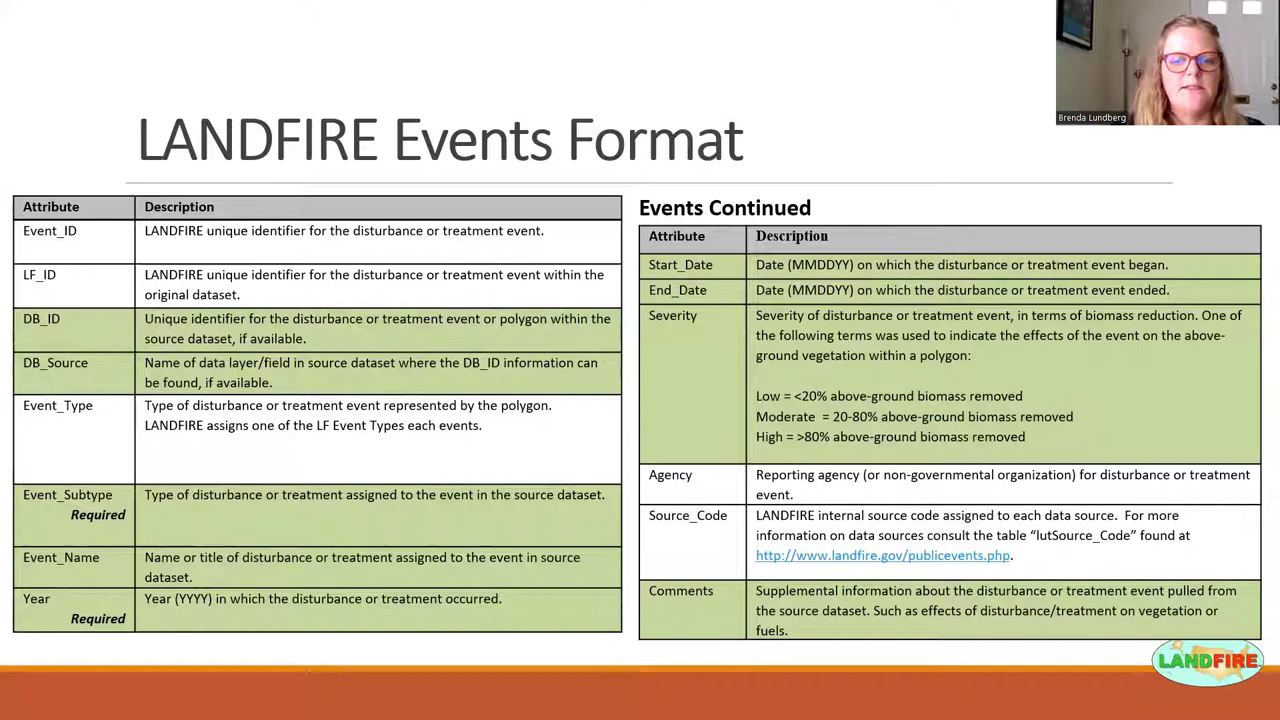 Brenda Lundberg
LANDFIRE Events Format
Attribute Description
Event_ID LANDFIRE unique identifier for the disturbance or treatment event.
LF_ID LANDFIRE unique identifier for the disturbance or treatment event within the
original dataset.
DB_ID Unique identifier for the disturbance or treatment event or polygon within the
source dataset, if available.
DB_Source Name of data layer/field in source dataset where the DB_ID information can
be found, if available.
Event_Type Type of disturbance or treatment event represented by the polygon.
LANDFIRE assigns one of the LF Event Types each events.
Event_Subtype Type of disturbance or treatment assigned to the event in the source dataset.
Required
Event_Name Name or title of disturbance or treatment assigned to the event in source
dataset.
Year Year (YYYY) in which the disturbance or treatment occurred.
Required
Events Continued
Attribute Description
Start_Date Date (MMDDYY) on which the disturbance or treatment event began.
End_Date Date (MMDDYY) on which the disturbance or treatment event ended.
Severity Severity of disturbance or treatment event, in terms of biomass reduction. One of
the following terms was used to indicate the effects of the event on the above-
ground vegetation within a polygon:
Low = <20% above-ground biomass removed
Moderate = 20-80% above-ground biomass removed
High = >80% above-ground biomass removed
Agency Reporting agency (or non-governmental organization) for disturbance or treatment
event.
Source_Code LANDFIRE internal source code assigned to each data source. For more
information on data sources consult the table “lutSource_Code” found at
http://www.landfire.gov/publicevents.php.
Comments Supplemental information about the disturbance or treatment event pulled from
the source dataset. Such as effects of disturbance/treatment on vegetation or
fuels.
LANDFIRE